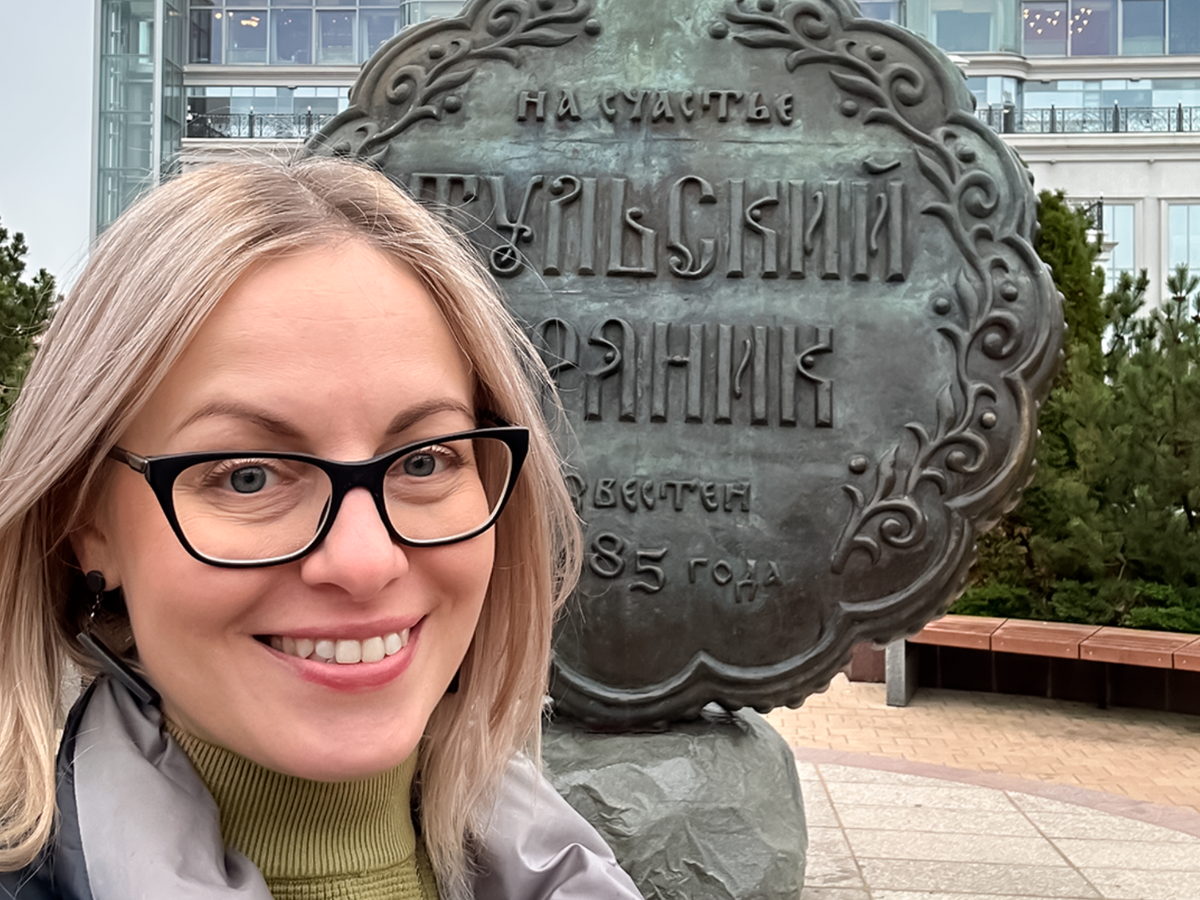 НА СЧАСТЬЕ
ТУЛЬСКИЙ
РЯНИК
ЗВЕСТЕН
85 ГОДА